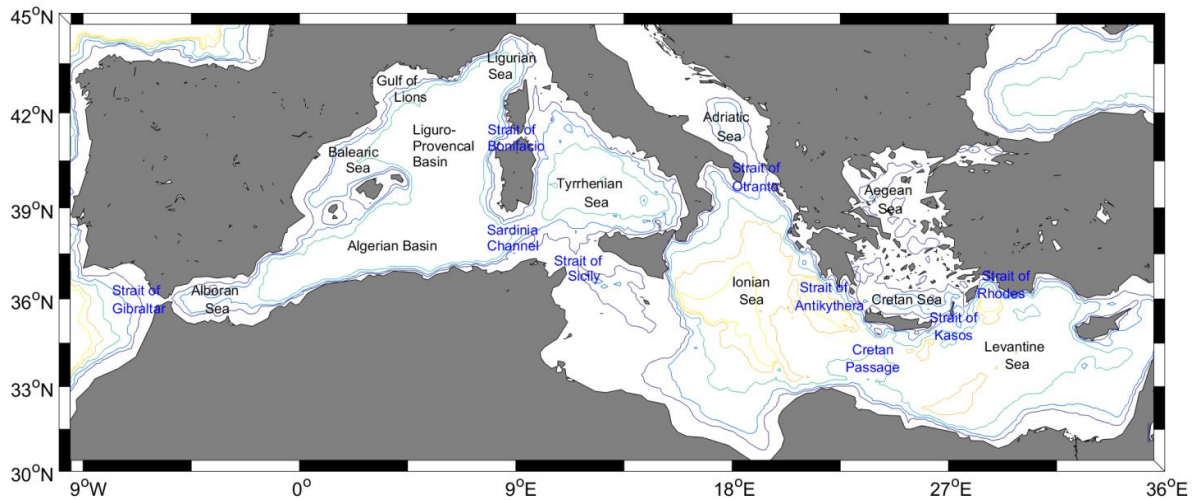 45°N
42°N
39°N
36°N
33°N
30°N
9°W
0°
9°E
18°E
27°E
36°E
Ligurian
Sea
Gulf of
Lions
Liguro-
Provencal
Basin
Strait of
Bonifacio
Balearic
Sea
Tyrrhenian
Sea
Adriatic
Sea
Strait of
Otranto
Aegean
Sea
Sardinia
Channel
Algerian Basin
Strait of
Sicily
Strait of
Gibraltar
Alboran
Sea
Ionian
Sea
Strait of
Antikythera
Cretan Sea
Strait of
Rhodes
Strait of
Kasos
Cretan
Passage
Levantine
Sea